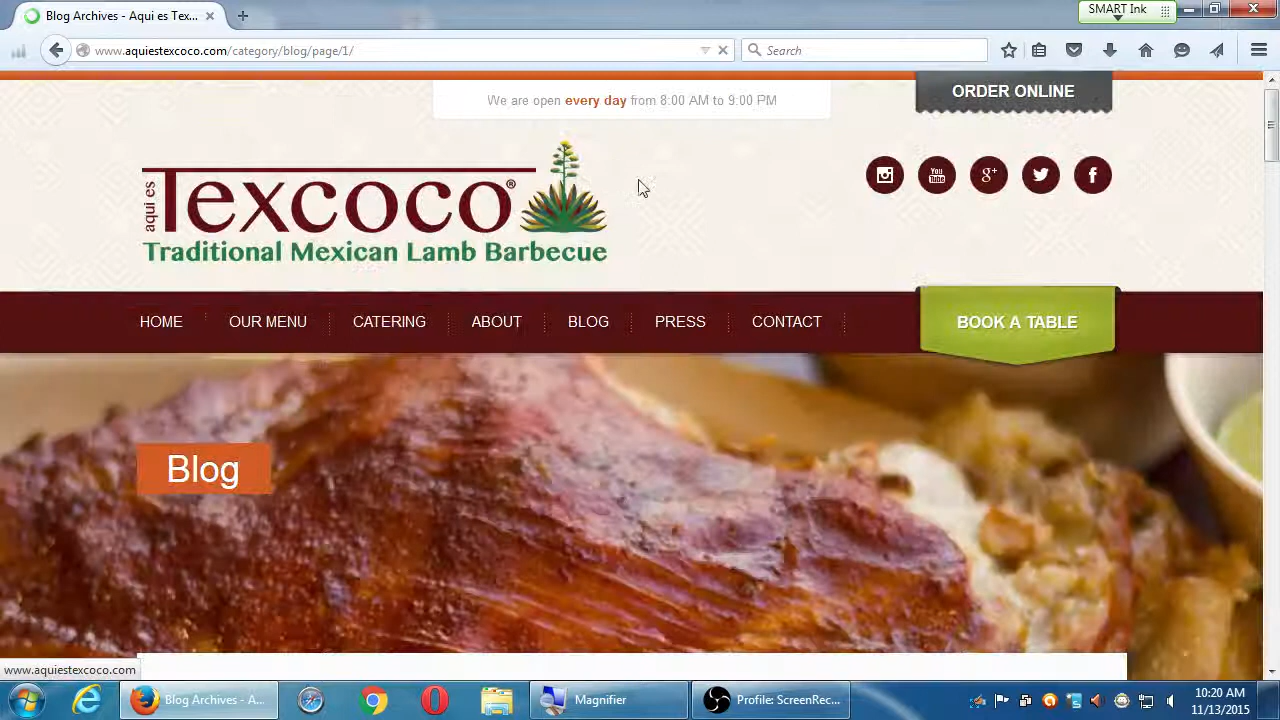 Blog Archives - Aqui es Tex...
SMART Ink
www.aquiestexcoco.com/category/blog/page/1/
Search
We are open every day from 8:00 AM to 9:00 PM
ORDER ONLINE
aqui es
Texcoco®
Traditional Mexican Lamb Barbecue
You Tube
g+
f
HOME
OUR MENU
CATERING
ABOUT
BLOG
PRESS
CONTACT
BOOK A TABLE
Blog
www.aquiestexcoco.com
Blog Archives - A...
Magnifier
Profile: ScreenRec...
10:20 AM
11/13/2015